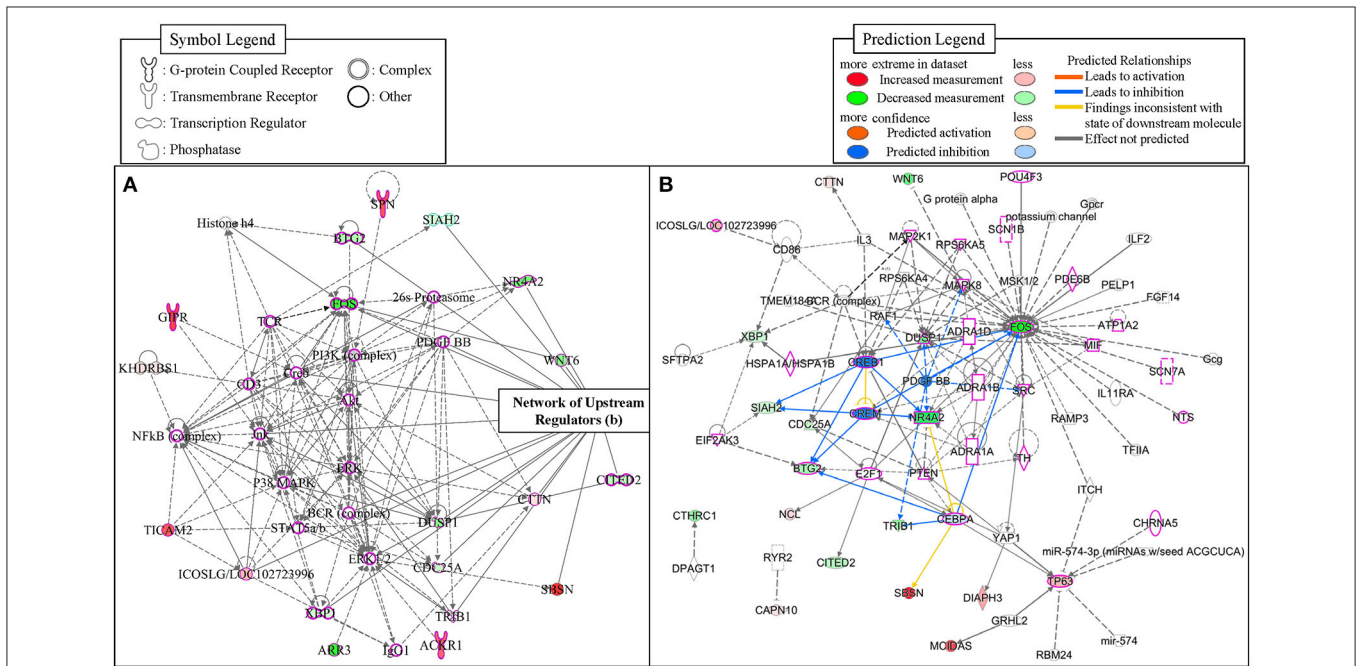 Symbol Legend
: G-protein Coupled Receptor
: Complex
: Transmembrane Receptor
: Other
: Transcription Regulator
: Phosphatase
Prediction Legend
more extreme in dataset
less
Increased measurement
Decreased measurement
more confidence
less
Predicted activation
Predicted inhibition
Predicted Relationships
Leads to activation
Leads to inhibition
Findings inconsistent with
state of downstream molecule
Effect not predicted
A
SPN
Histone h4
SIAH2
BTG2
NR4A2
26s Proteasome
FOS
GIPR
TCR
PDGF BB
PI3K (complex)
WNT6
KHDRBS1
Creb
CD3
Akt
Network of Upstream
Regulators (b)
NFkB (complex)
Jnk
ERK
P38 MAPK
CITED2
CTTN
BCR (complex)
DUSP1
STAT5a/b
TICAM2
ERK1/2
CDC25A
ICOSLG/LOC102723996
SBSN
XBP1
TRIB1
ARR3
IgG1
ACKR1
B
CTTN
WNT6
POU4F3
G protein alpha
Gpcr
potassium channel
ICOSLG/LOC102723996
SCN1B
MAP2K1
IL3
RPS6KA5
ILF2
CD86
RPS6KA4
MSK1/2
PDE6B
MAPK8
PELP1
TMEM184
BCR (complex)
FGF14
RAF1
XBP1
DUSP1
ADRA1D
FOS
ATP1A2
MIF
SFTPA2
HSPA1A/HSPA1B
CREB1
Gcg
SCN7A
PDGF BB
ADRA1B
SRC
IL11RA
SIAH2
CREM
NR4A2
RAMP3
NTS
CDC25A
EIF2AK3
ADRA1A
TH
TFIIA
BTG2
E2F1
PTEN
ITCH
NCL
CEBPA
CTHRC1
TRIB1
CHRNA5
YAP1
miR-574-3p (miRNAs w/seed ACGCUCA)
RYR2
CITED2
DPAGT1
TP63
SBSN
DIAPH3
CAPN10
GRHL2
MCIDAS
mir-574
RBM24